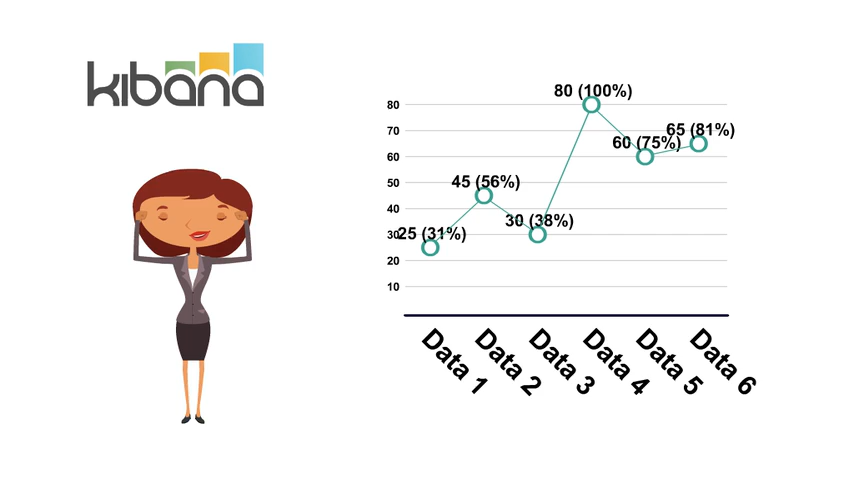 kibana
80 (100%)
65 (81%)
60 (75%)
45 (56%)
30 (38%)
25 (31%)
80
70
60
50
40
30
20
10
Data 1
Data 2
Data 3
Data 4
Data 5
Data 6